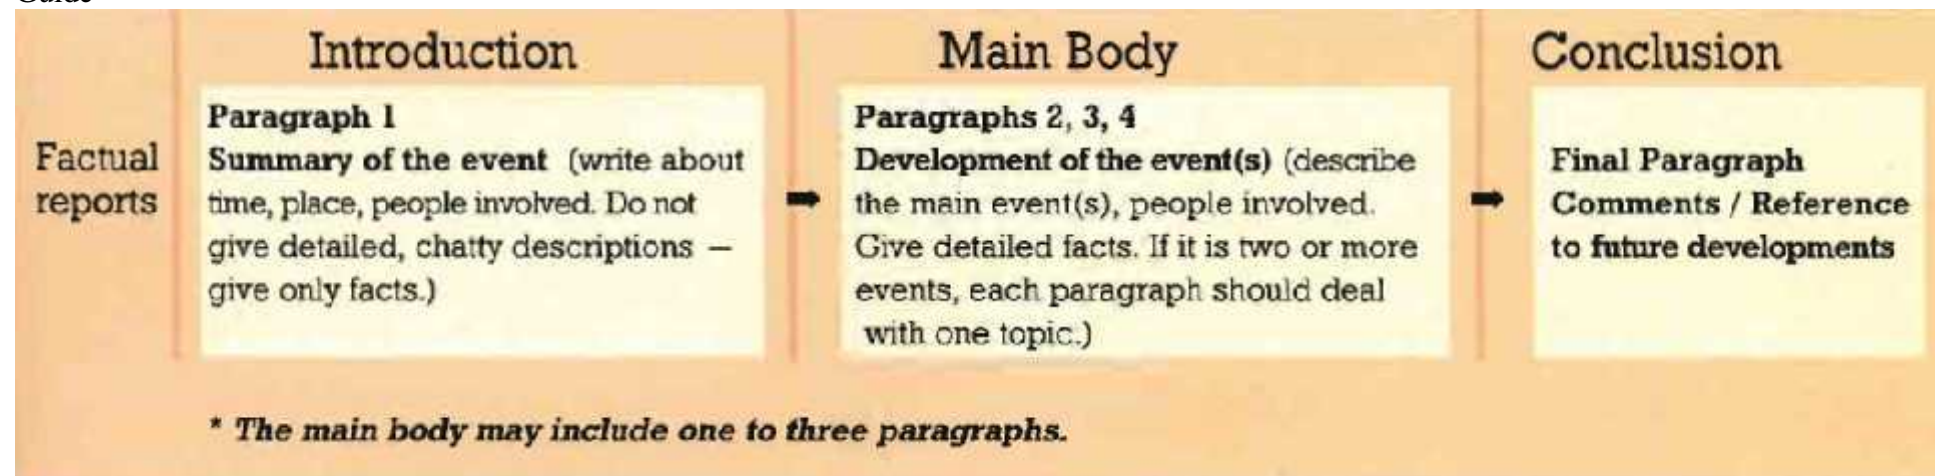 Guide
Introduction
Main Body
Conclusion
Factual
reports
Paragraph 1
Summary of the event (write about
time, place, people involved. Do not
give detailed, chatty descriptions —
give only facts.)
Paragraphs 2, 3, 4
Development of the event(s) (describe
the main event(s), people involved.
Give detailed facts. If it is two or more
events, each paragraph should deal
with one topic.)
Final Paragraph
Comments / Reference
to future developments
* The main body may include one to three paragraphs.